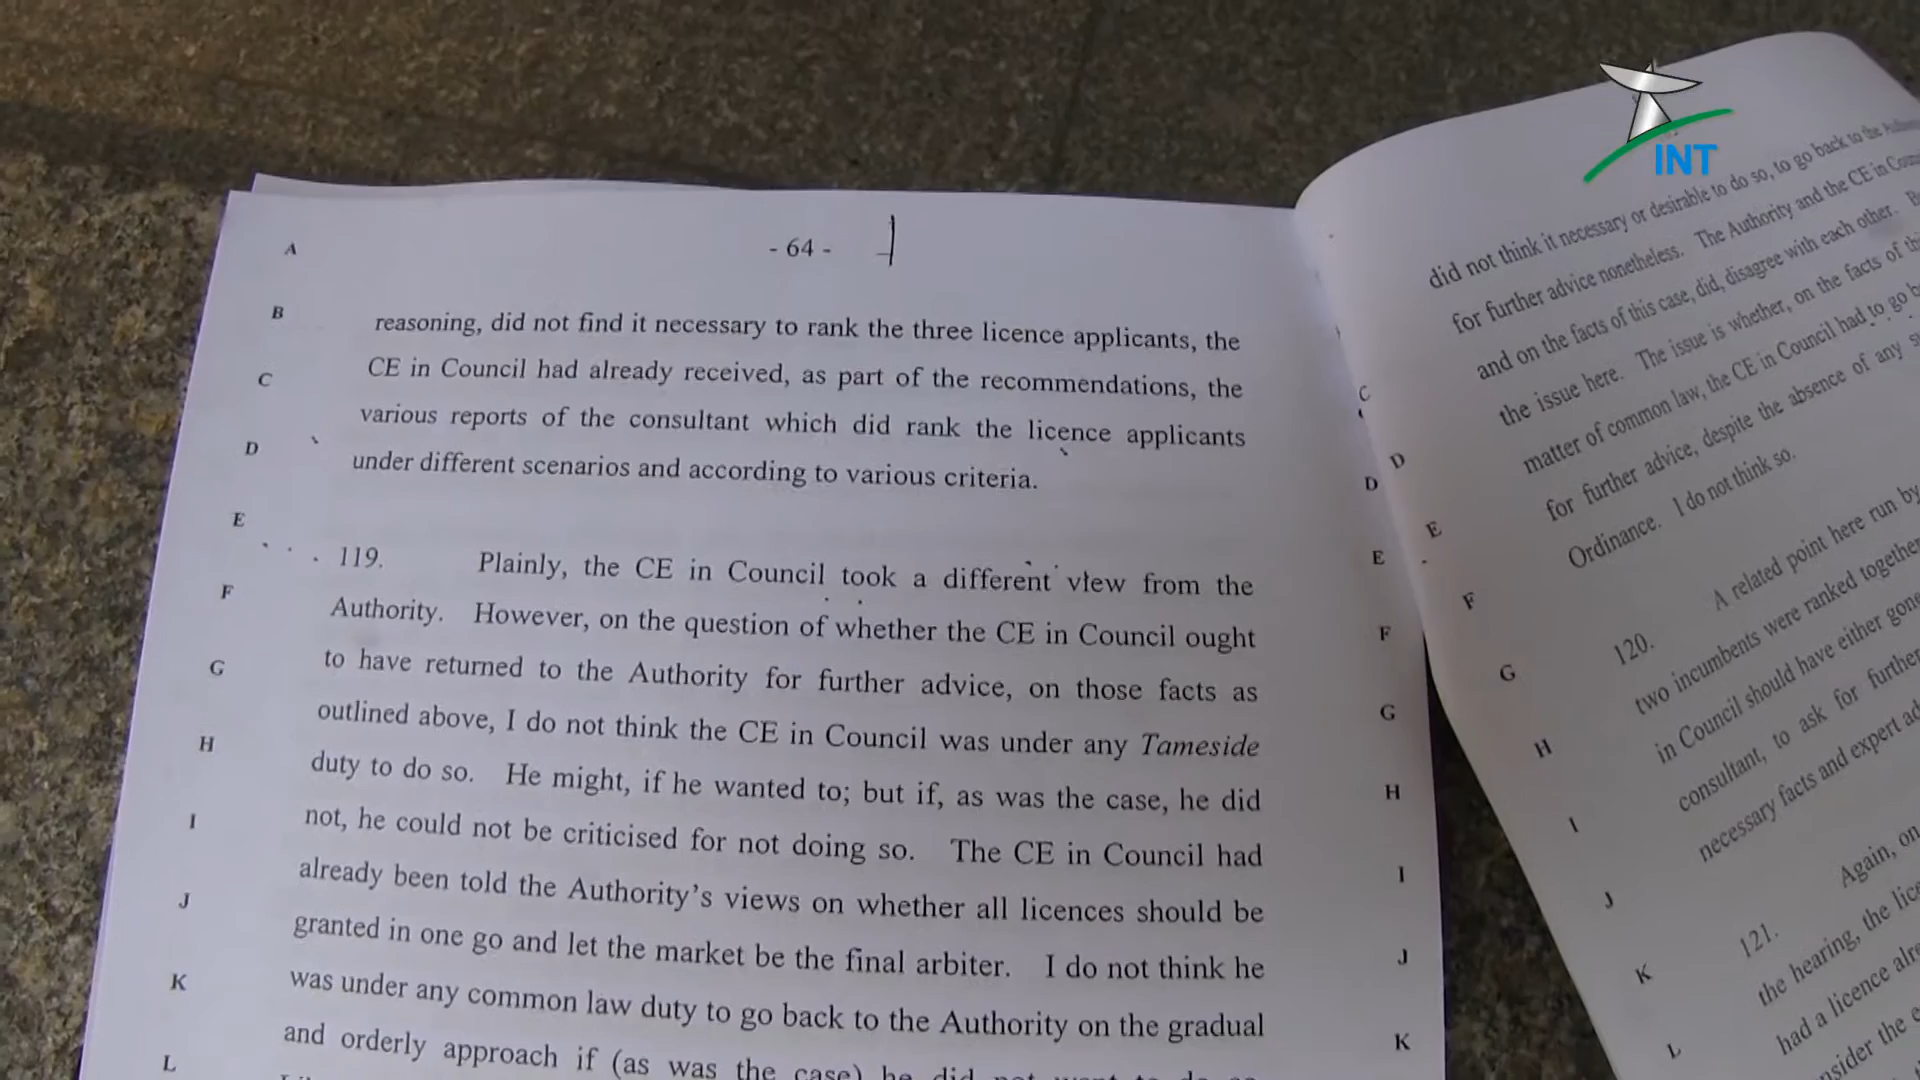 INT
- 64 -
A
B
C
D
E
F
G
H
I
J
K
L
reasoning, did not find it necessary to rank the three licence applicants, the
CE in Council had already received, as part of the recommendations, the
various reports of the consultant which did rank the licence applicants
under different scenarios and according to various criteria.
119. Plainly, the CE in Council took a different view from the
Authority. However, on the question of whether the CE in Council ought
to have returned to the Authority for further advice, on those facts as
outlined above, I do not think the CE in Council was under any Tameside
duty to do so. He might, if he wanted to; but if, as was the case, he did
not, he could not be criticised for not doing so. The CE in Council had
already been told the Authority's views on whether all licences should be
granted in one go and let the market be the final arbiter. I do not think he
was under any common law duty to go back to the Authority on the gradual
and orderly approach if (as was the case) he did not
C
D
E
F
G
H
I
J
K
D
E
F
G
H
I
J
K
L
did not think it necessary or desirable to do so, to go back to the
for further advice nonetheless. The Authority and the CE in
and on the facts of this case, did, disagree with each other.
the issue here. The issue is whether, on the facts of
matter of common law, the CE in Council had to go
for further advice, despite the absence of any
Ordinance. I do not think so.
120. A related point here run by
two incumbents were ranked together
in Council should have either gone
consultant, to ask for further
necessary facts and expert
121. Again, on
the hearing, the
had a licence
the